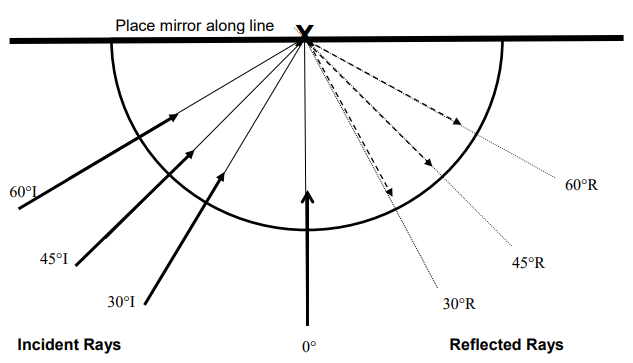 Place mirror along line
X
60°I
60°R
45°I
45°R
30°I
30°R
Incident Rays
0°
Reflected Rays